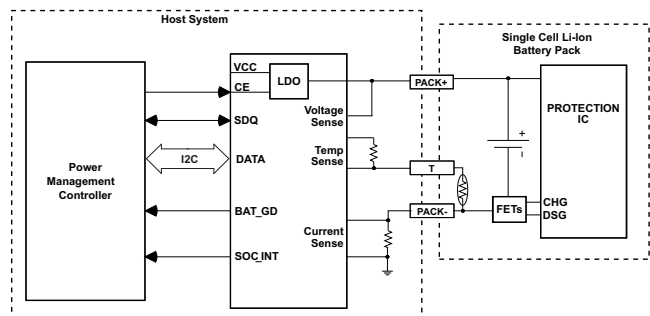 Host System
Single Cell Li-Ion
Battery Pack
VCC
LDO
CE
PACK+
PROTECTION
IC
Voltage
Sense
SDQ
Temp
Sense
I2C
DATA
T
Power
Management
Controller
BAT_GD
PACK-
FETs
CHG
DSG
Current
Sense
SOC_INT
+